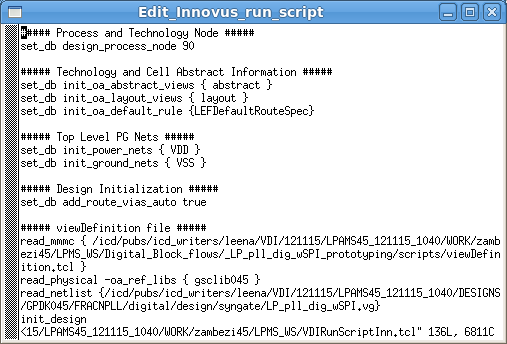 Edit_Innovus_run_script
##### Process and Technology Node #####
set_db design_process_node 90
##### Technology and Cell Abstract Information #####
set_db init_oa_abstract_views { abstract }
set_db init_oa_layout_views { layout }
set_db init_oa_default_rule {LEFDefaultRouteSpec}
##### Top Level PG Nets #####
set_db init_power_nets { VDD }
set_db init_ground_nets { VSS }
##### Design Initialization #####
set_db add_route_vias_auto true
##### viewDefinition file #####
read_mmmc { /icd/pubs/icd_writers/leena/VDI/121115/LPAMS45_121115_1040/WORK/zam
bezi45/LPMS_WS/Digital_Block_flows/_LP_pll_dig_wSPI_prototyping/scripts/viewDefi
nition.tcl }
read_physical -oa_ref_libs { gsclib045 }
read_netlist {/icd/pubs/icd_writers/leena/VDI/121115/LPAMS45_121115_1040/DESIGNS
/GPDK045/FRACNPLL/digital/design/syngate/LP_pll_dig_wSPI.vg}
init_design
<15/LPAMS45_121115_1040/WORK/zambezi45/LPMS_WS/VDIRunScriptInn.tcl" 136L, 6811C